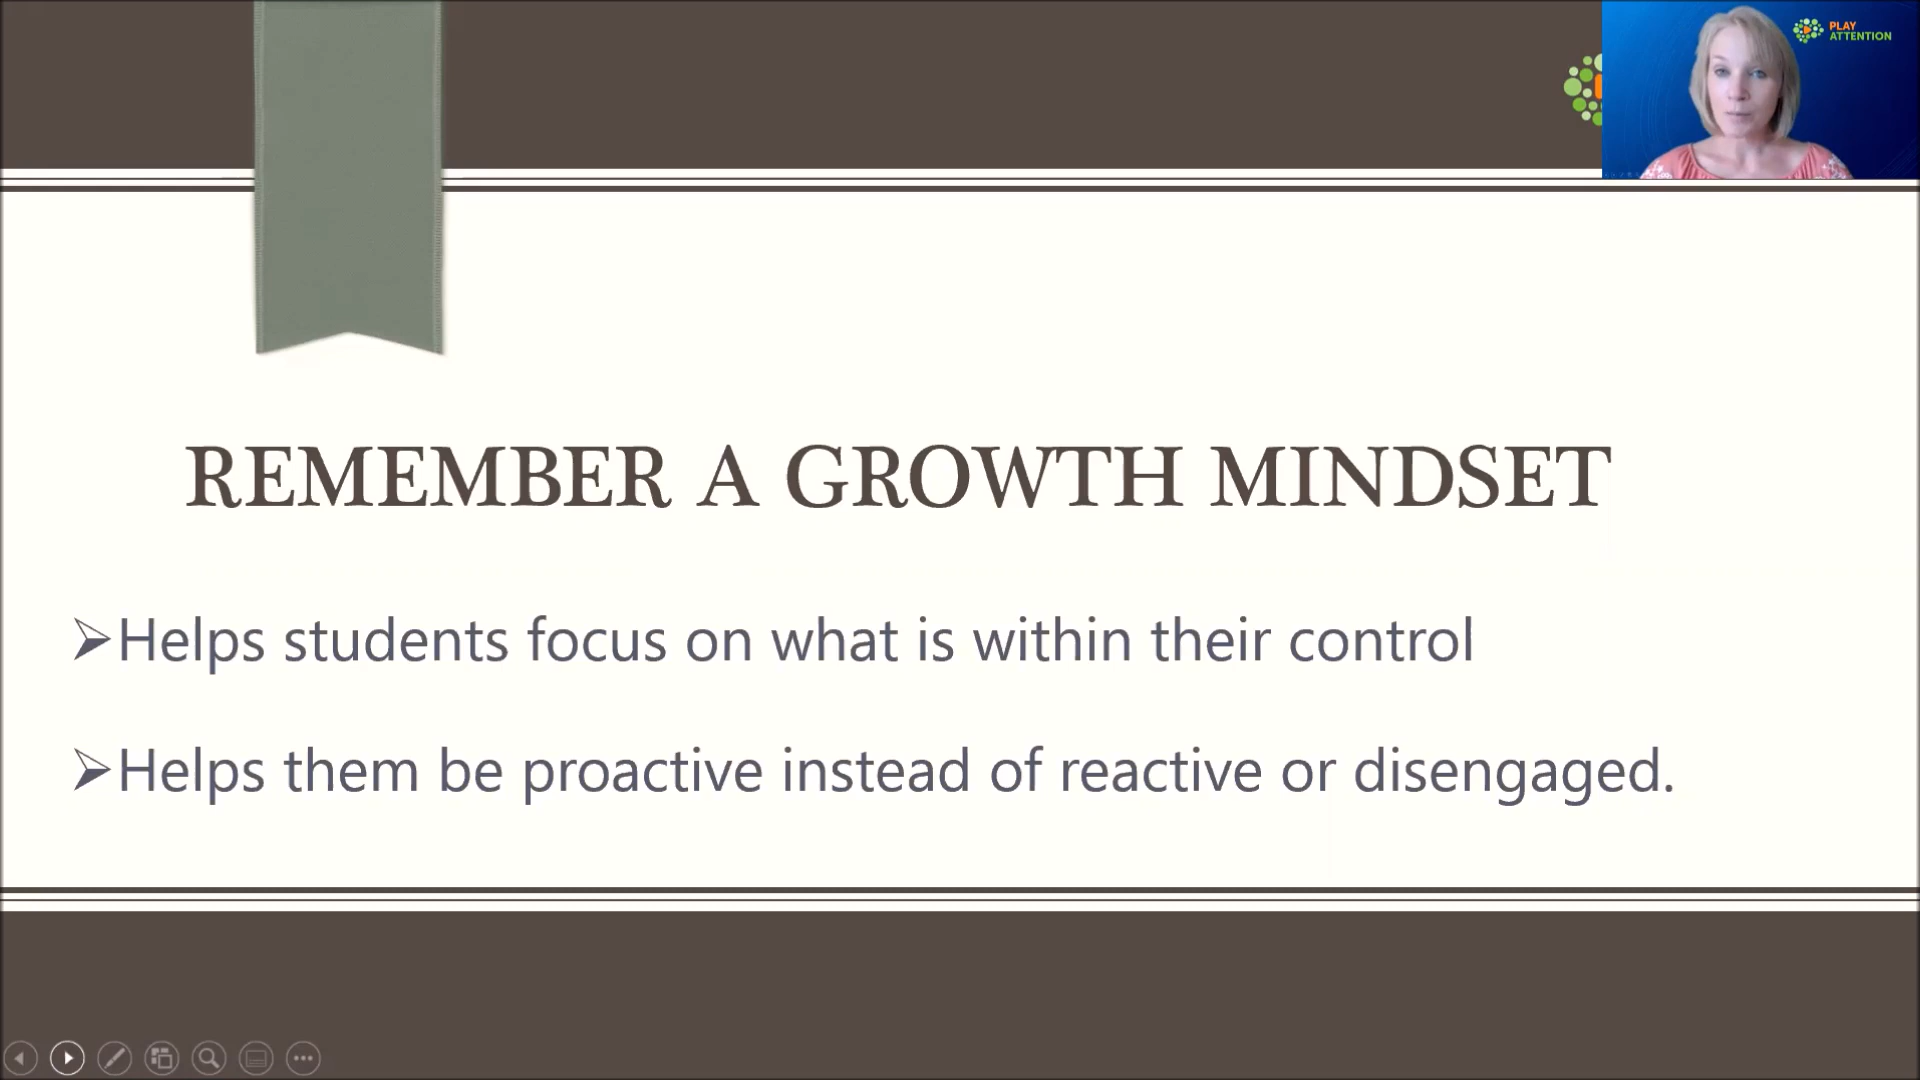 PLAY
ATTENTION
REMEMBER A GROWTH MINDSET
➢Helps students focus on what is within their control
➢Helps them be proactive instead of reactive or disengaged.